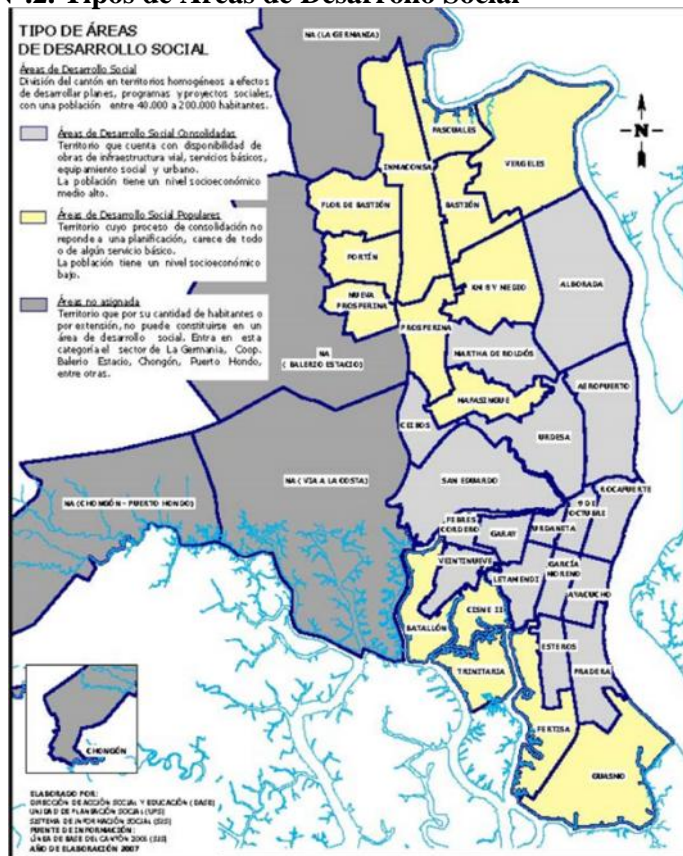 .2. Tipos de Áreas de Desarrollo Social
TIPO DE ÁREAS
DE DESARROLLO SOCIAL
Áreas de Desarrollo Social
División del cantón en territorios homogéneos a efectos
de desarrollar planes, programas y proyectos sociales,
con una población entre 40.000 a 200.000 habitantes.
Áreas de Desarrollo Social Consolidadas
Territorio que cuenta con disponibilidad de
obras de infraestructura vial, servicios básicos,
equipamiento social y urbano.
La población tiene un nivel socioeconómico
medio alto.
Áreas de Desarrollo Social Populares
Territorio cuyo proceso de consolidación no
responde a una planificación, carece de todo
o de algún servicio básico.
La población tiene un nivel socioeconómico
bajo.
Áreas no asignada
Territorio que por su cantidad de habitantes o
por extensión, no puede constituirse en un
área de desarrollo social. Entra en esta
categoría el sector de La Germania, Coop.
Balerio Estacio, Chongón, Puerto Hondo,
entre otras.
NA (LA GERMANIA)
N
PASCUALES
VERGELES
INMACONSA
FLOR DE BASTIÓN
BASTIÓN
FORTÍN
KM 8 Y MEDIO
ALBORADA
NUEVA
PROSPERINA
PROSPERINA
NA
( BALERIO ESTACIO)
MARTHA DE ROLDÓS
MAPASINGUE
AEROPUERTO
CEIBOS
URDESA
SAN EDUARDO
NA ( VIA A LA COSTA)
NA (CHONGÓN - PUERTO HONDO)
ROCAFUERTE
9 DE
OCTUBRE
FEBRES
CORDERO
GARAY
URDANETA
VEINTINUEVE
LETAMENDI
GARCÍA
MORENO
AYACUCHO
CISNE II
BATALLÓN
ESTEROS
TRINITARIA
PRADERA
FERTISA
GUASMO
CHONGÓN
ELABORADO POR:
DIRECCIÓN DE ACCIÓN SOCIAL Y EDUCACIÓN (DASE)
UNIDAD DE PLANEACIÓN SOCIAL (UPS)
SISTEMA DE INFORMACIÓN SOCIAL (SIS)
FUENTE DE INFORMACIÓN:
LÍNEA DE BASE DEL CANTÓN 2005 (SIS)
AÑO DE ELABORACIÓN 2007